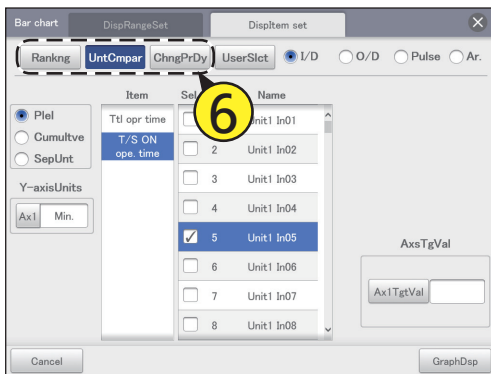 Bar chart DispRangeSet DispItem set
Rankng UntCmpar ChngPrDy UserSlct I/D O/D Pulse Ar.
6
Item Sel Name
Plel
Cumultve
SepUnt
Y-axisUnits
Ax1 Min.
Ttl opr time
T/S ON
ope. time
Unit1 In01
2 Unit1 In02
3 Unit1 In03
4 Unit1 In04
5 Unit1 In05
6 Unit1 In06
7 Unit1 In07
8 Unit1 In08
AxsTgVal
Ax1TgtVal
Cancel GraphDsp